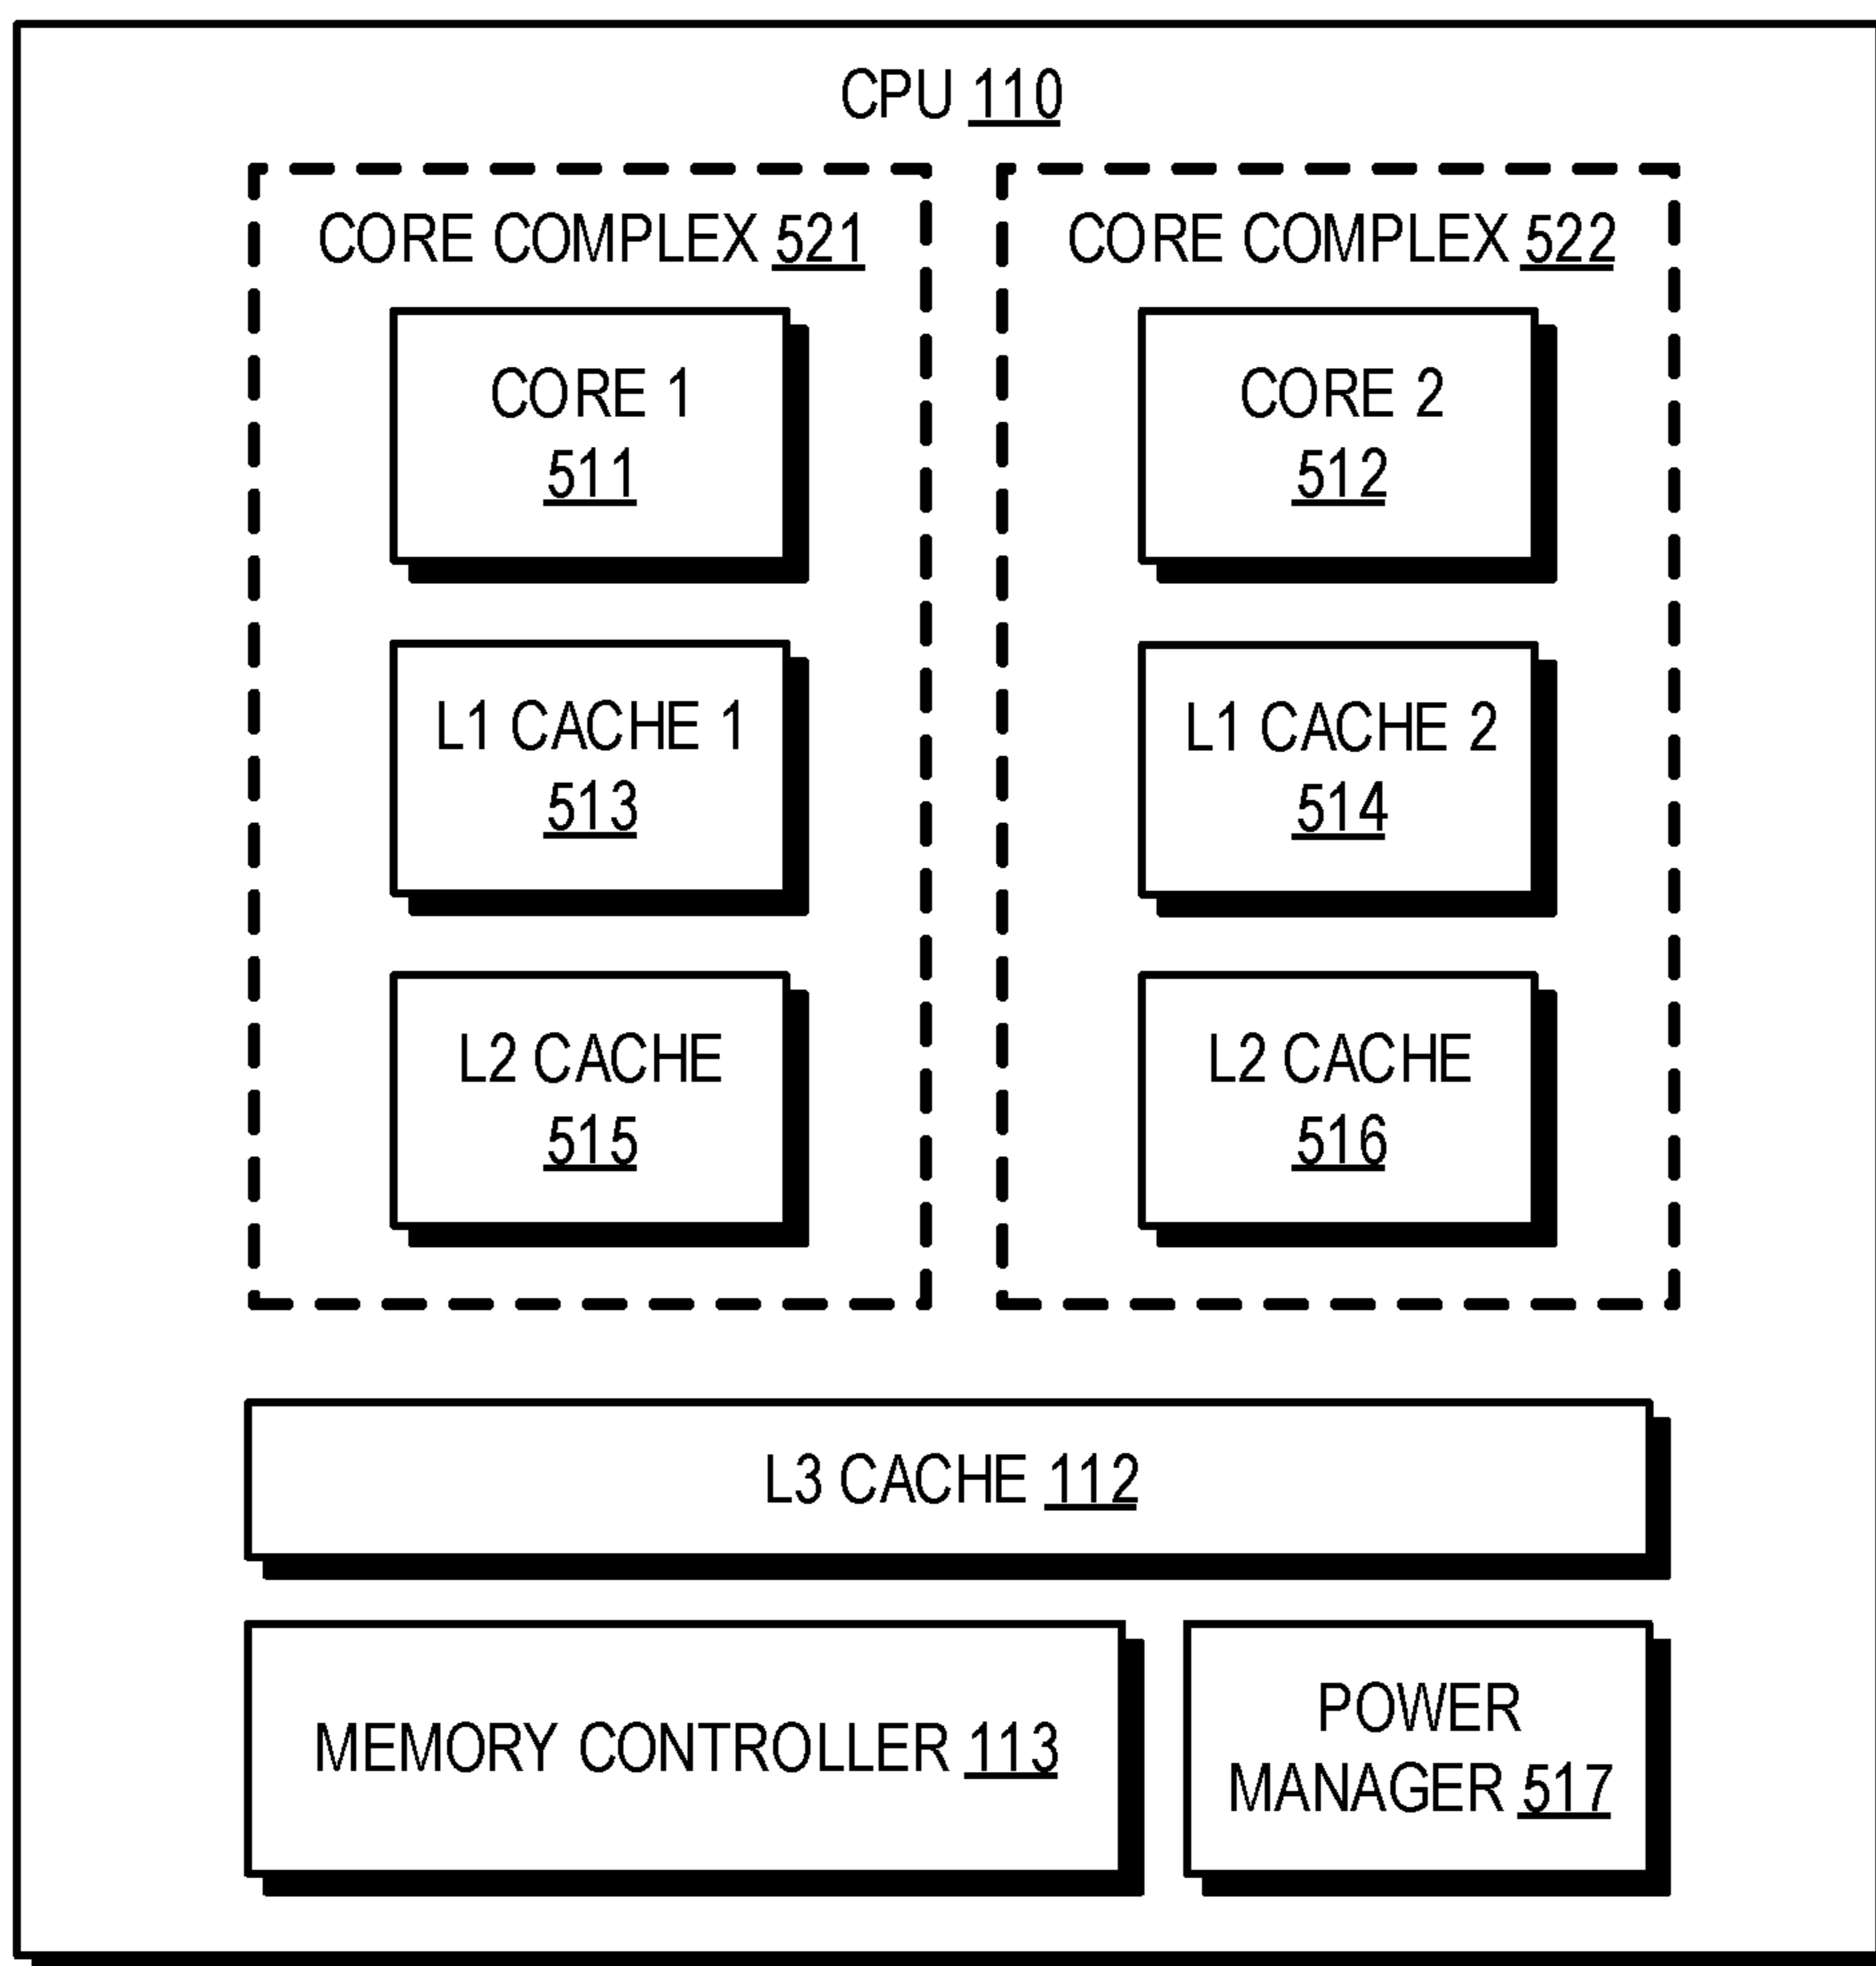 CPU 110
CORE COMPLEX 521
CORE 1
511
L1 CACHE 1
513
L2 CACHE
515
CORE COMPLEX 522
CORE 2
512
L1 CACHE 2
514
L2 CACHE
516
L3 CACHE 112
MEMORY CONTROLLER 113
POWER
MANAGER 517